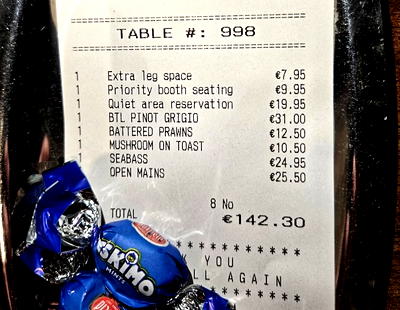 ========================
TABLE #: 998
========================
1 Extra leg space €7.95
1 Priority booth seating €9.95
1 Quiet area reservation €19.95
1 BTL PINOT GRIGIO €31.00
1 BATTERED PRAWNS €12.50
1 MUSHROOM ON TOAST €10.50
1 SEABASS €24.95
OPEN MAINS €25.50
8 No
TOTAL €142.30
YOU
LL AGAIN
ESKIMO
MINTS